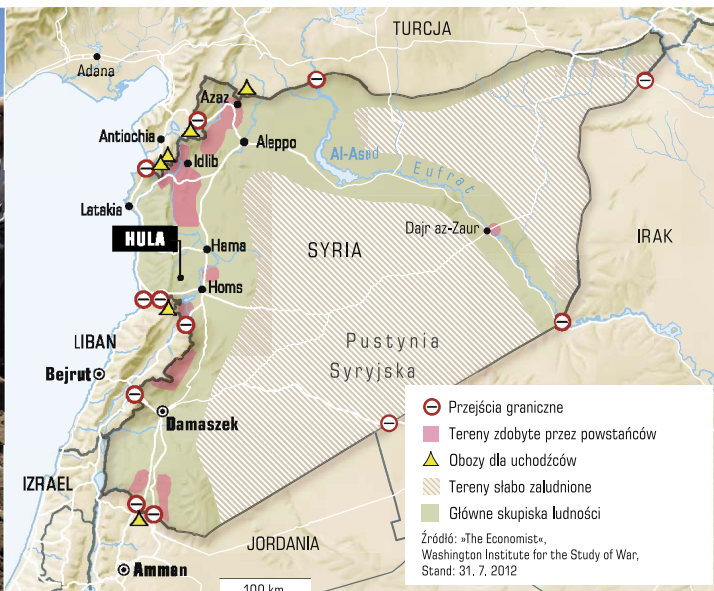 TURCJA
Adana
Azaz
Antiochia
Aleppo
Idlib
Al-Asad
Eufrat
Latakia
HULA
Hama
Dajr az-Zaur
SYRIA
IRAK
Homs
LIBAN
Pustynia
Syryjska
Bejrut
Damaszek
IZRAEL
JORDANIA
Amman
100 km
Przejścia graniczne
Tereny zdobyte przez powstańców
Obozy dla uchodźców
Tereny słabo zaludnione
Główne skupiska ludności
Źródłó: »The Economist«,
Washington Institute for the Study of War,
Stand: 31. 7. 2012